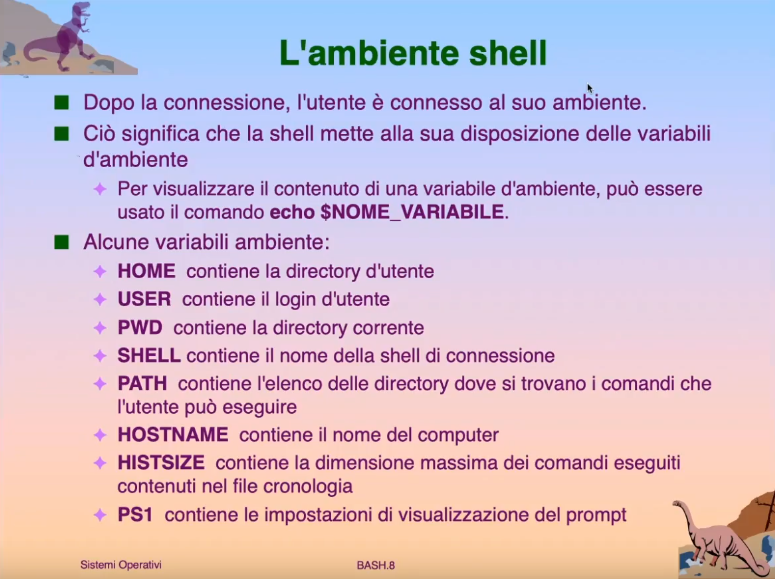 L'ambiente shell
Dopo la connessione, l'utente è connesso al suo ambiente.
Ciò significa che la shell mette alla sua disposizione delle variabili
d'ambiente
Per visualizzare il contenuto di una variabile d'ambiente, può essere
usato il comando echo $NOME_VARIABILE.
Alcune variabili ambiente:
HOME contiene la directory d'utente
USER contiene il login d'utente
PWD contiene la directory corrente
SHELL contiene il nome della shell di connessione
PATH contiene l'elenco delle directory dove si trovano i comandi che
l'utente può eseguire
HOSTNAME contiene il nome del computer
HISTSIZE contiene la dimensione massima dei comandi eseguiti
contenuti nel file cronologia
PS1 contiene le impostazioni di visualizzazione del prompt
Sistemi Operativi
BASH.8